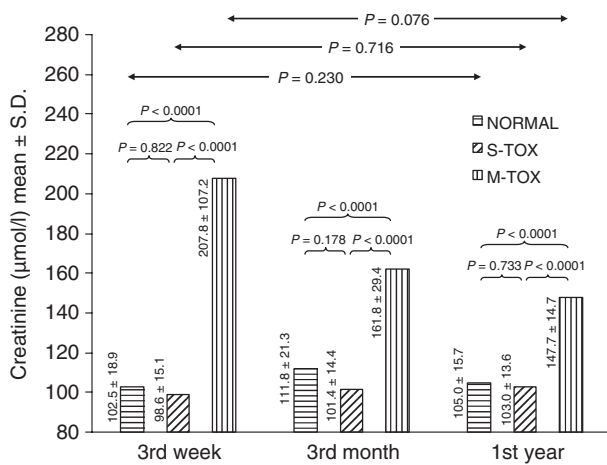 Creatinine (μmol/l) mean ± S.D.
280
260
240
220
200
180
160
140
120
100
80
P = 0.076
P = 0.716
P = 0.230
NORMAL
S-TOX
M-TOX
P < 0.0001
P = 0.822
P < 0.0001
102.5 ± 18.9
98.6 ± 15.1
207.8 ± 107.2
P < 0.0001
P = 0.178
P < 0.0001
111.8 ± 21.3
101.4 ± 14.4
161.8 ± 29.4
P < 0.0001
P = 0.733
P < 0.0001
105.0 ± 15.7
103.0 ± 13.6
147.7 ± 14.7
3rd week
3rd month
1st year